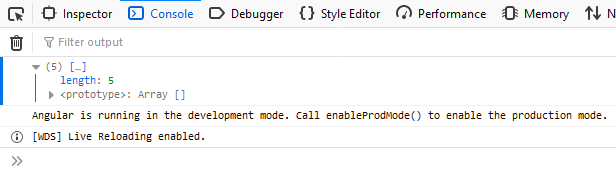 Inspector Console Debugger Style Editor Performance Memory N
Filter output
(5) […]
length: 5
<prototype>: Array []
Angular is running in the development mode. Call enableProdMode() to enable the production mode.
[WDS] Live Reloading enabled.